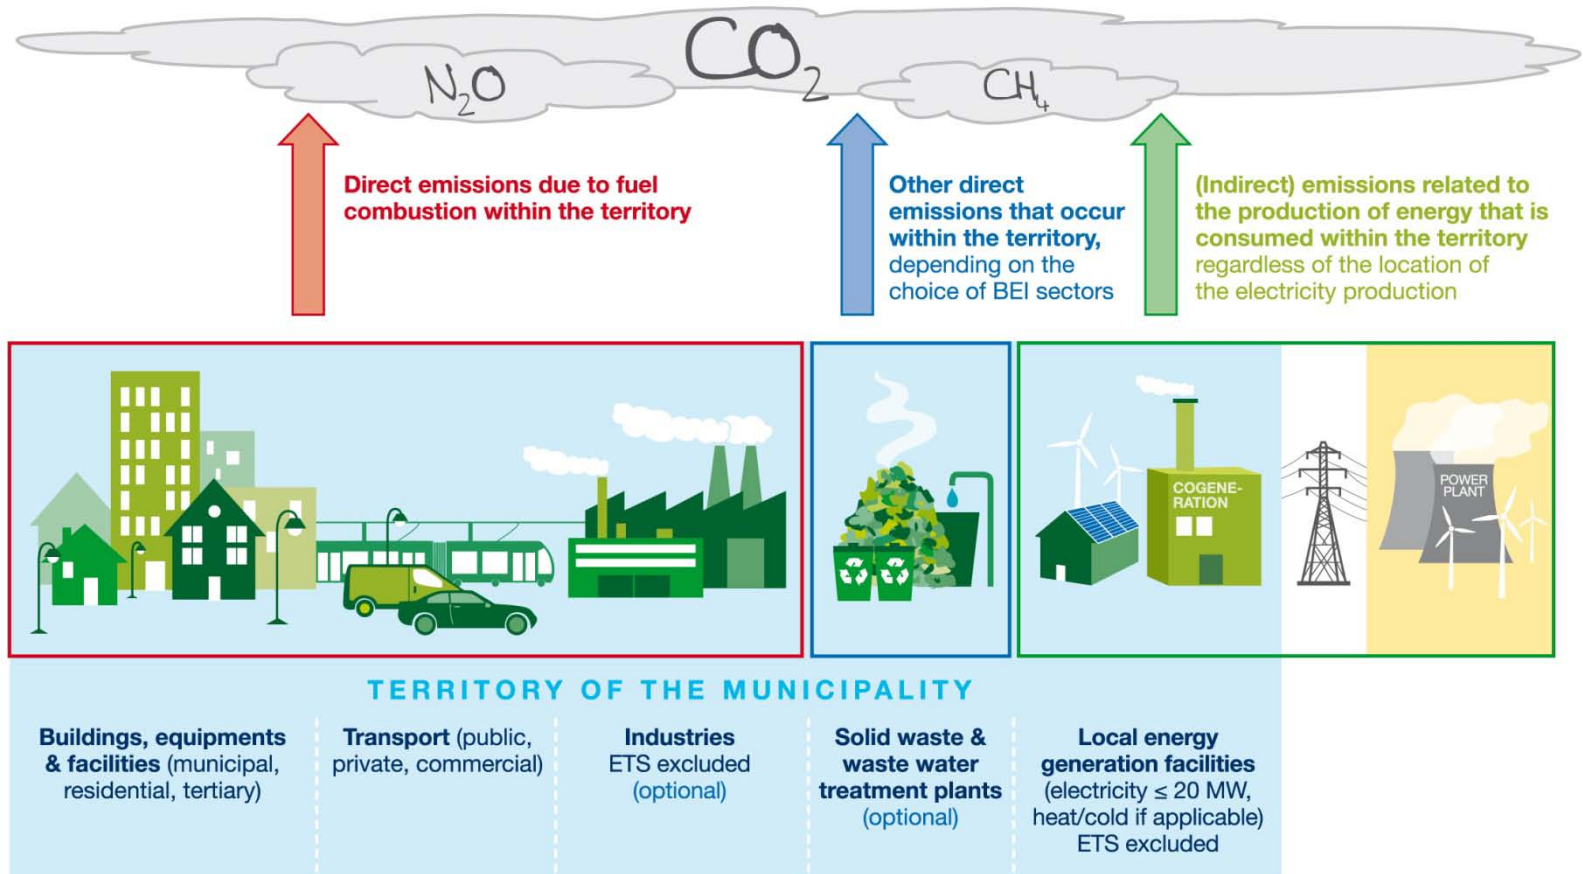 CO₂
N₂O
CH₄
Direct emissions due to fuel
combustion within the territory
Other direct
emissions that occur
within the territory,
depending on the
choice of BEI sectors
(Indirect) emissions related to
the production of energy that is
consumed within the territory
regardless of the location of
the electricity production
COGENE-
RATION
POWER
PLANT
TERRITORY OF THE MUNICIPALITY
Buildings, equipments
& facilities (municipal,
residential, tertiary)
Transport (public,
private, commercial)
Industries
ETS excluded
(optional)
Solid waste &
waste water
treatment plants
(optional)
Local energy
generation facilities
(electricity ≤ 20 MW,
heat/cold if applicable)
ETS excluded